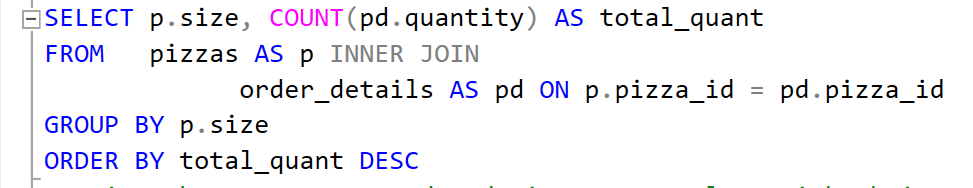 SELECT p.size, COUNT(pd.quantity) AS total_quant
FROM   pizzas AS p INNER JOIN
             order_details AS pd ON p.pizza_id = pd.pizza_id
GROUP BY p.size
ORDER BY total_quant DESC